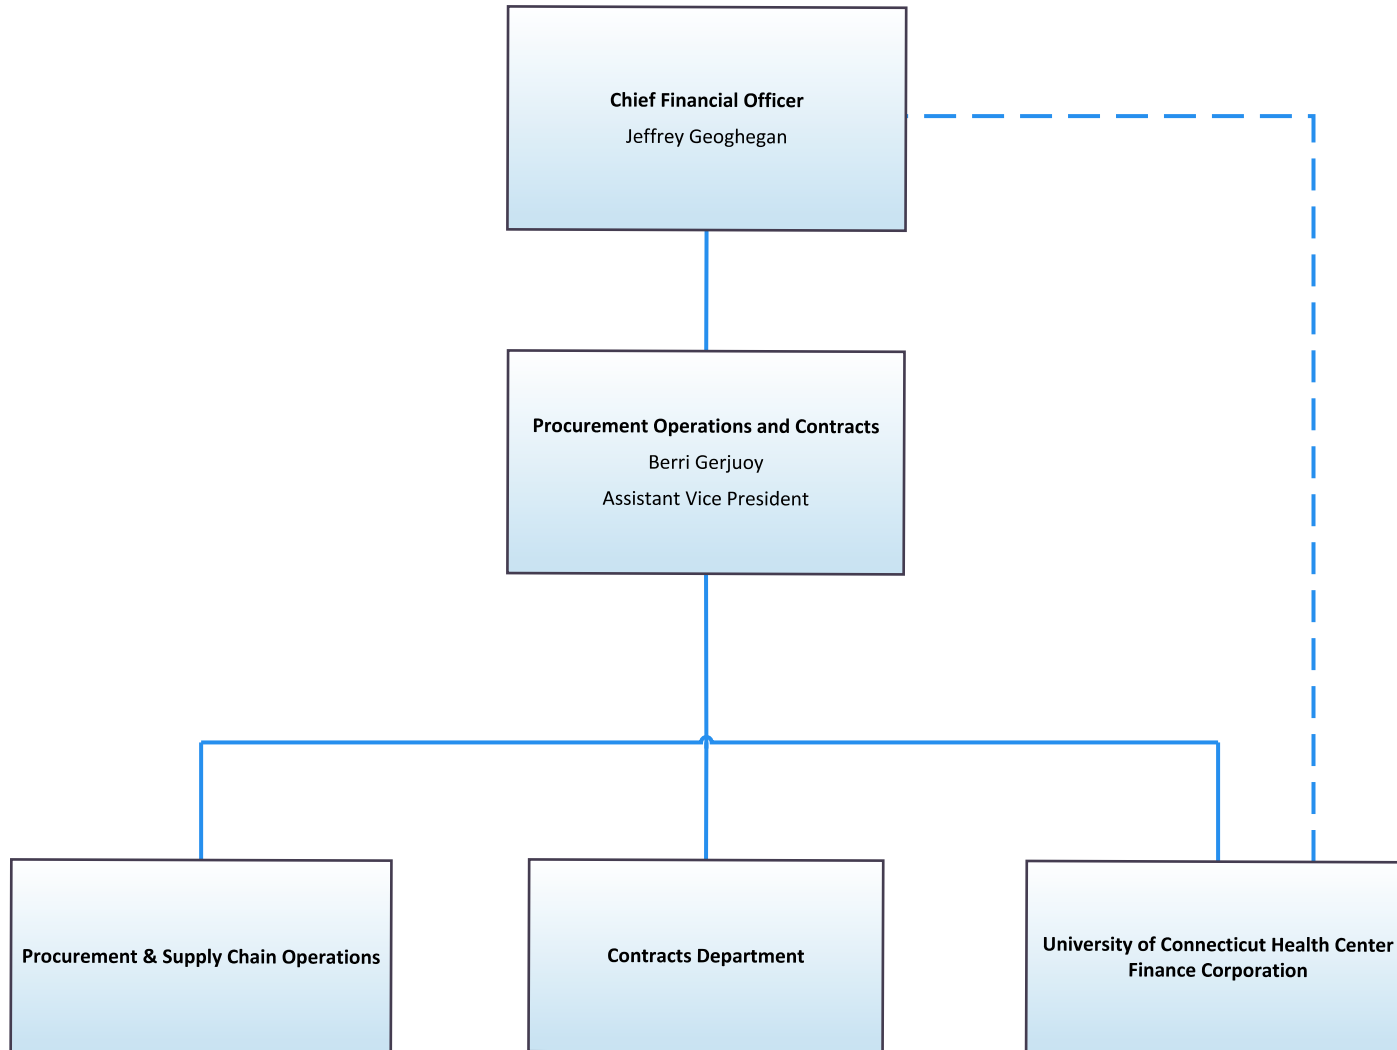 Chief Financial Officer
Jeffrey Geoghegan
Procurement Operations and Contracts
Berri Gerjuoy
Assistant Vice President
Procurement & Supply Chain Operations
Contracts Department
University of Connecticut Health Center
Finance Corporation